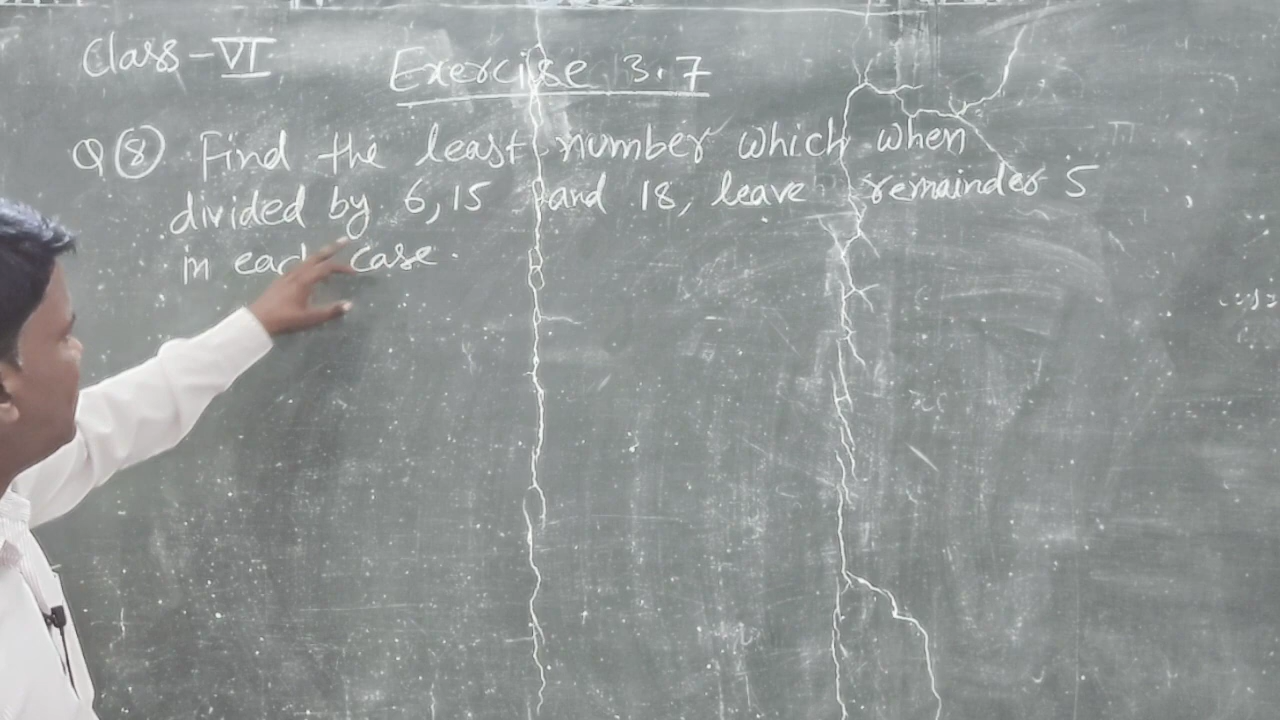 Class-VI
Exercise 3.7
Q(8) Find the least number which when
divided by 6,15 and 18, leave remainder 5
in each case.